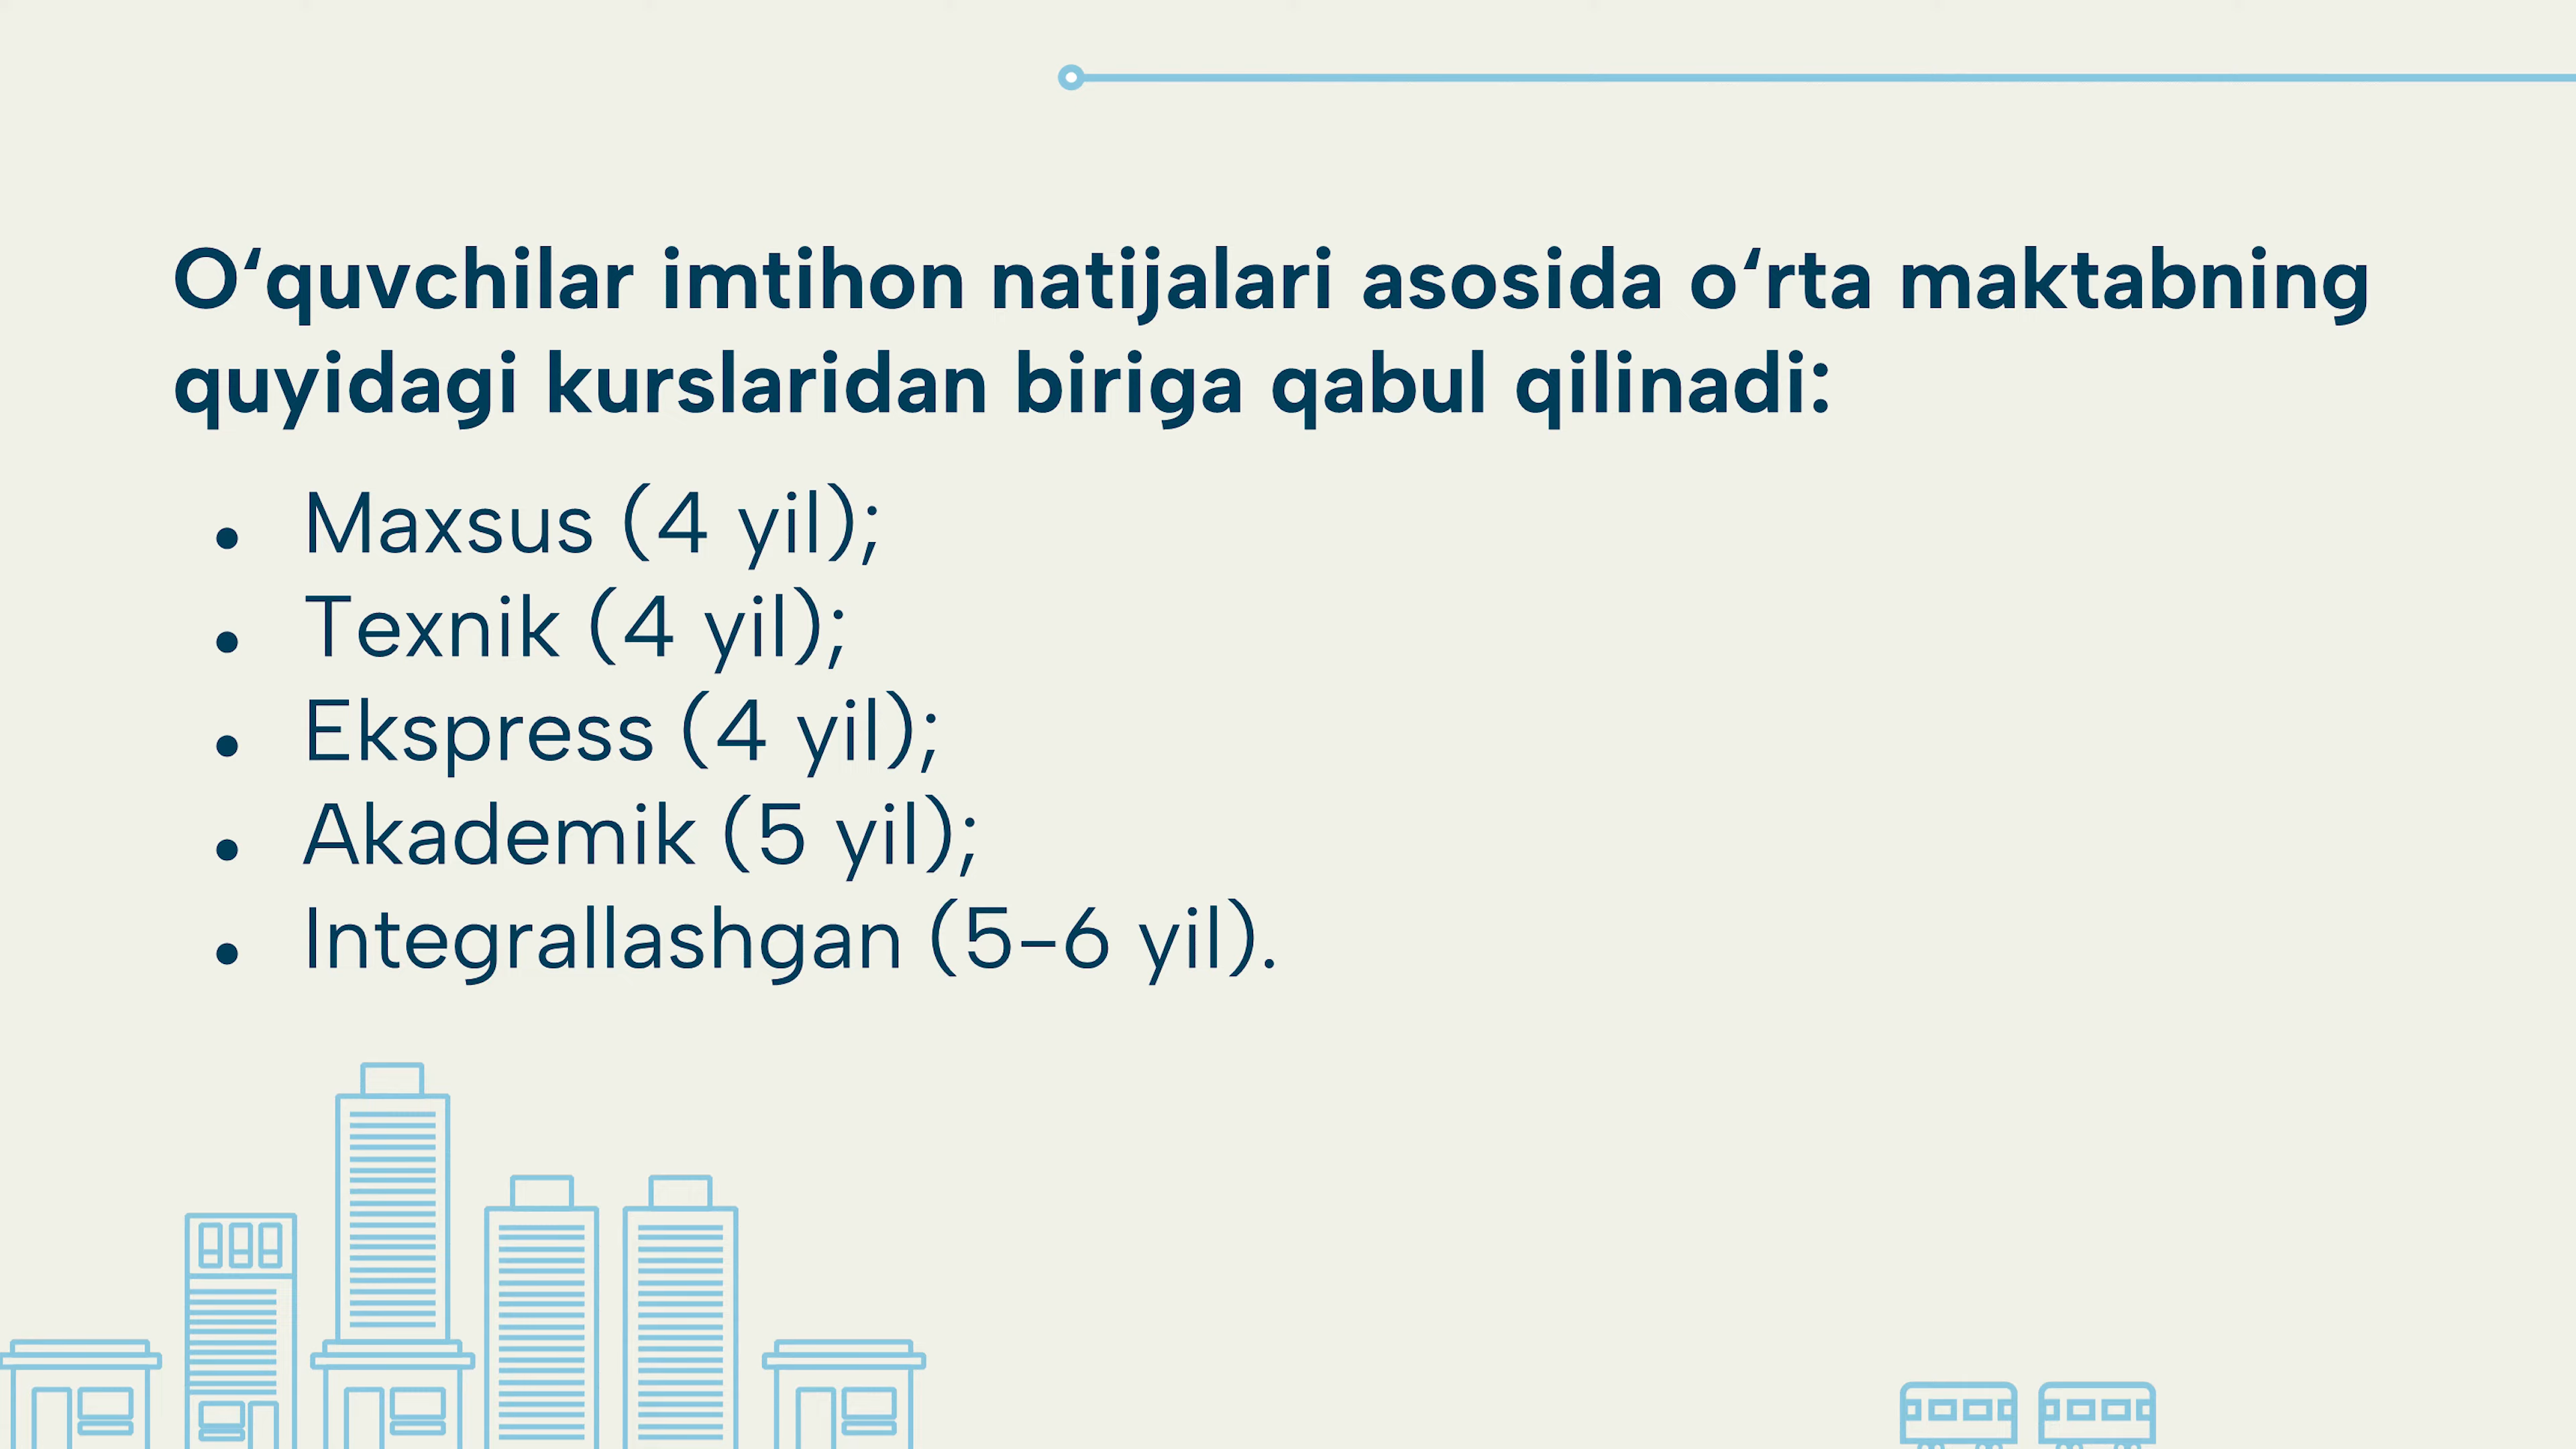 O‘quvchilar imtihon natijalari asosida o‘rta maktabning
quyidagi kurslaridan biriga qabul qilinadi:
• Maxsus (4 yil);
• Texnik (4 yil);
• Ekspress (4 yil);
• Akademik (5 yil);
• Integrallashgan (5–6 yil).